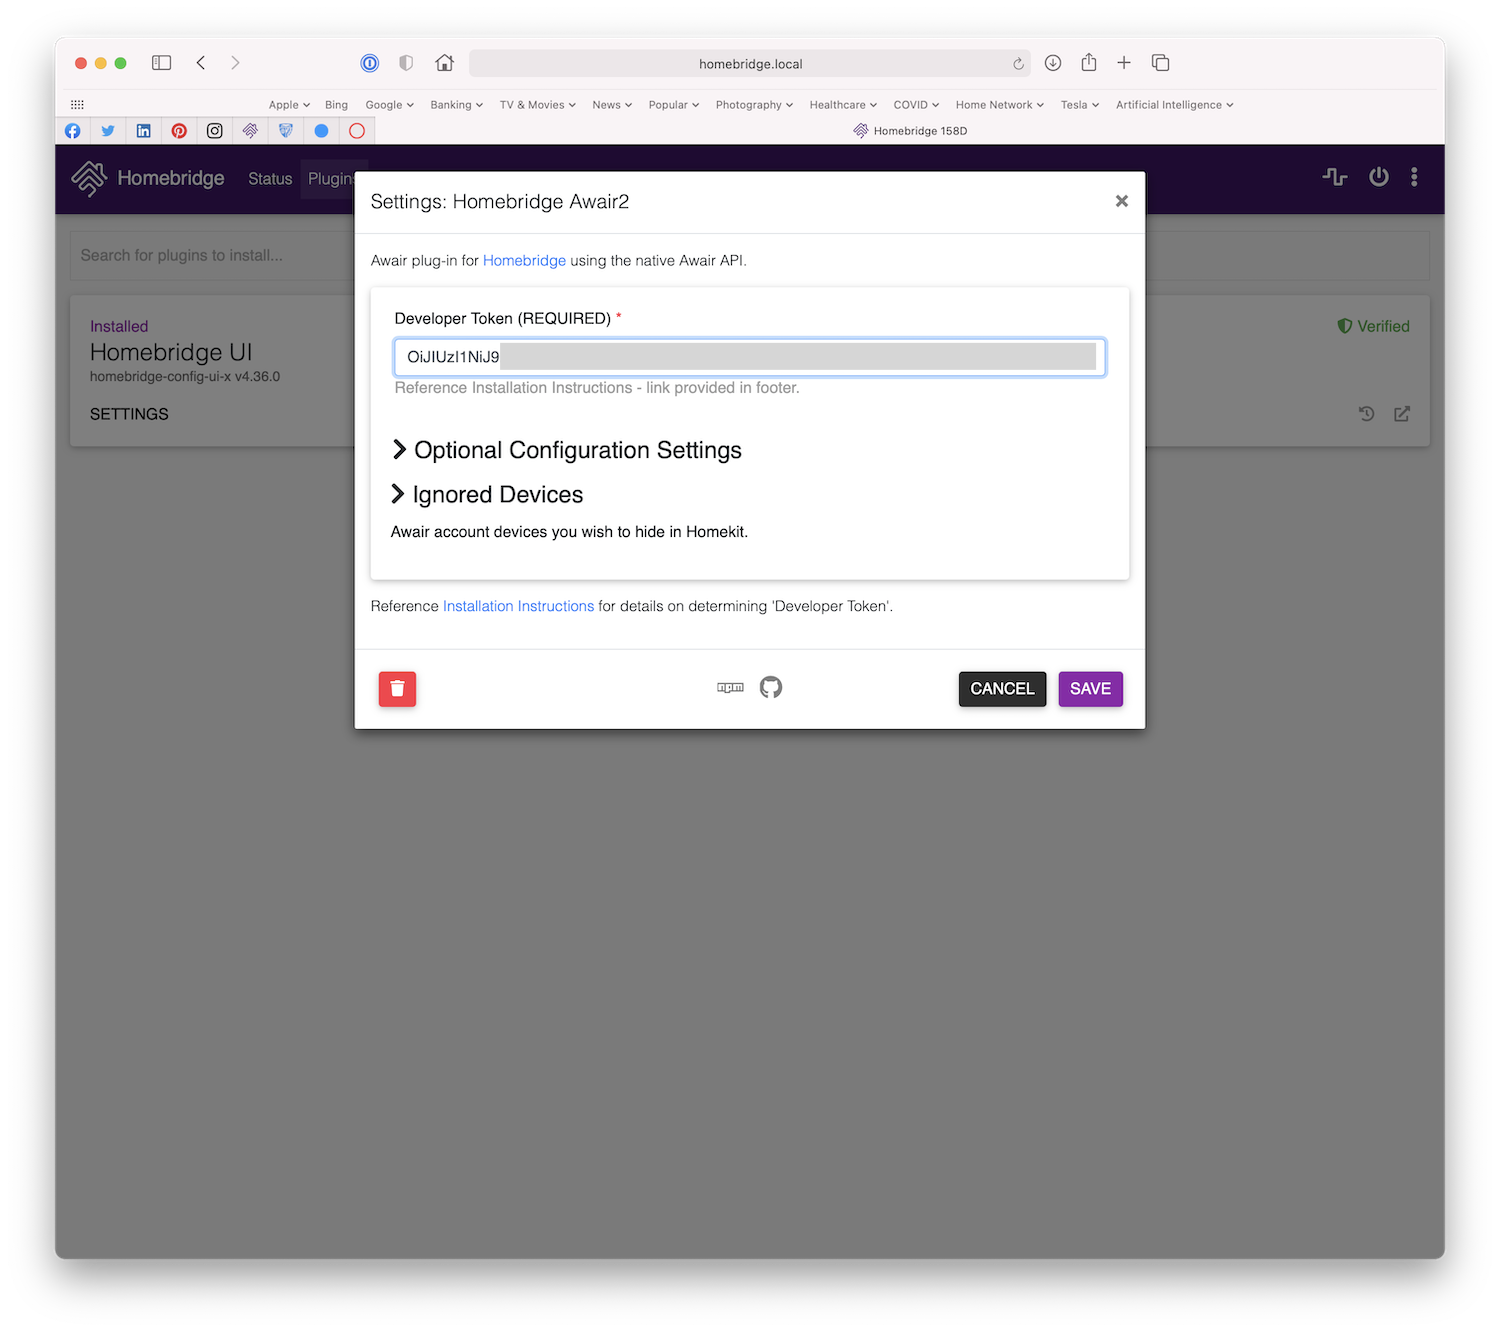 homebridge.local
Apple Bing Google Banking TV & Movies News Popular Photography Healthcare COVID Home Network Tesla Artificial Intelligence
Homebridge 158D
Homebridge Status Plugins
Settings: Homebridge Awair2
Search for plugins to install...
Awair plug-in for Homebridge using the native Awair API.
Developer Token (REQUIRED) *
OiJIUzI1NiJ9
Reference Installation Instructions - link provided in footer.
Installed
Homebridge UI
homebridge-config-ui-x v4.36.0
SETTINGS
Verified
Optional Configuration Settings
Ignored Devices
Awair account devices you wish to hide in Homekit.
Reference Installation Instructions for details on determining 'Developer Token'.
npm
CANCEL
SAVE